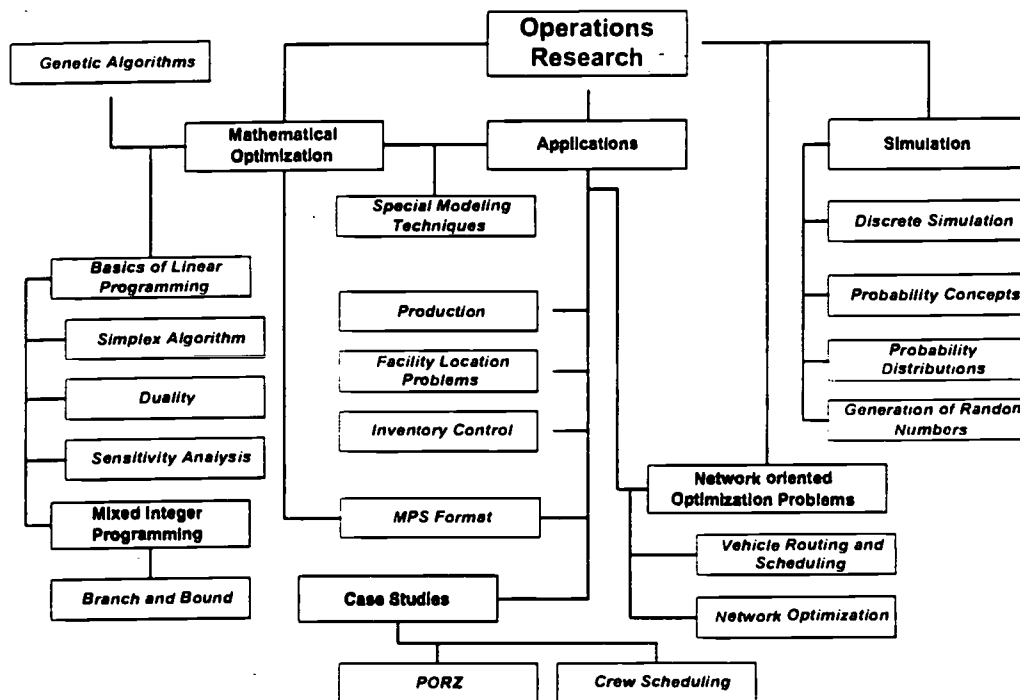 Operations
Research
Genetic Algorithms
Mathematical
Optimization
Applications
Simulation
Special Modeling
Techniques
Discrete Simulation
Basics of Linear
Programming
Probability Concepts
Production
Simplex Algorithm
Facility Location
Problems
Probability
Distributions
Duality
Inventory Control
Generation of Random
Numbers
Sensitivity Analysis
Network oriented
Optimization Problems
Mixed Integer
Programming
MPS Format
Vehicle Routing and
Scheduling
Branch and Bound
Case Studies
Network Optimization
PORZ
Crew Scheduling